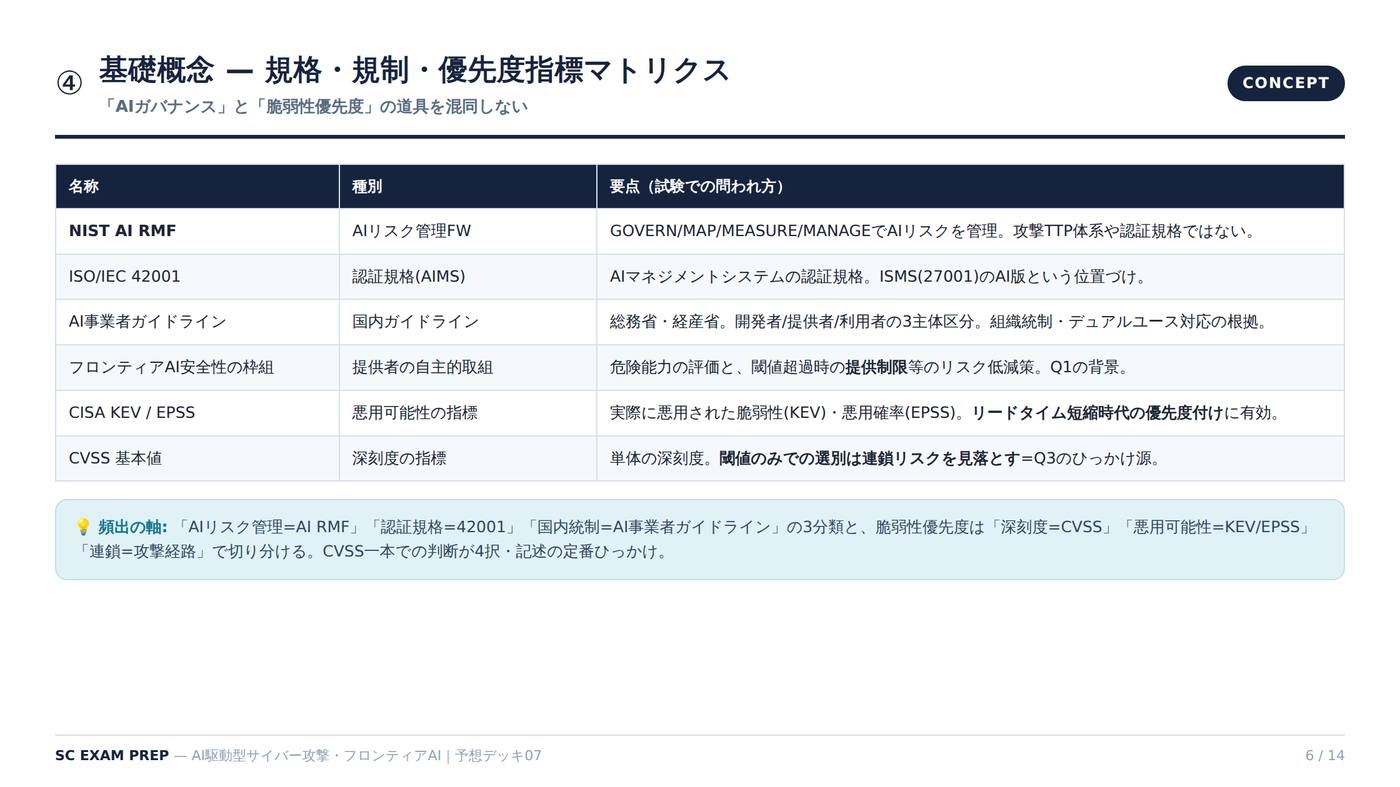 ④
基礎概念 — 規格・規制・優先度指標マトリクス
「AIガバナンス」と「脆弱性優先度」の道具を混同しない
CONCEPT
名称 種別 要点（試験での問われ方）
NIST AI RMF AIリスク管理FW GOVERN/MAP/MEASURE/MANAGEでAIリスクを管理。攻撃TTP体系や認証規格ではない。
ISO/IEC 42001 認証規格(AIMS) AIマネジメントシステムの認証規格。ISMS(27001)のAI版という位置づけ。
AI事業者ガイドライン 国内ガイドライン 総務省・経産省。開発者/提供者/利用者の3主体区分。組織統制・デュアルユース対応の根拠。
フロンティアAI安全性の枠組 提供者の自主的取組 危険能力の評価と、閾値超過時の提供制限等のリスク低減策。Q1の背景。
CISA KEV / EPSS 悪用可能性の指標 実際に悪用された脆弱性(KEV)・悪用確率(EPSS)。リードタイム短縮時代の優先度付けに有効。
CVSS 基本値 深刻度の指標 単体の深刻度。閾値のみでの選別は連鎖リスクを見落とす=Q3のひっかけ源。
💡 頻出の軸: 「AIリスク管理=AI RMF」「認証規格=42001」「国内統制=AI事業者ガイドライン」の3分類と、脆弱性優先度は「深刻度=CVSS」「悪用可能性=KEV/EPSS」
「連鎖=攻撃経路」で切り分ける。CVSS一本での判断が4択・記述の定番ひっかけ。
SC EXAM PREP — AI駆動型サイバー攻撃・フロンティアAI | 予想デッキ07
6 / 14